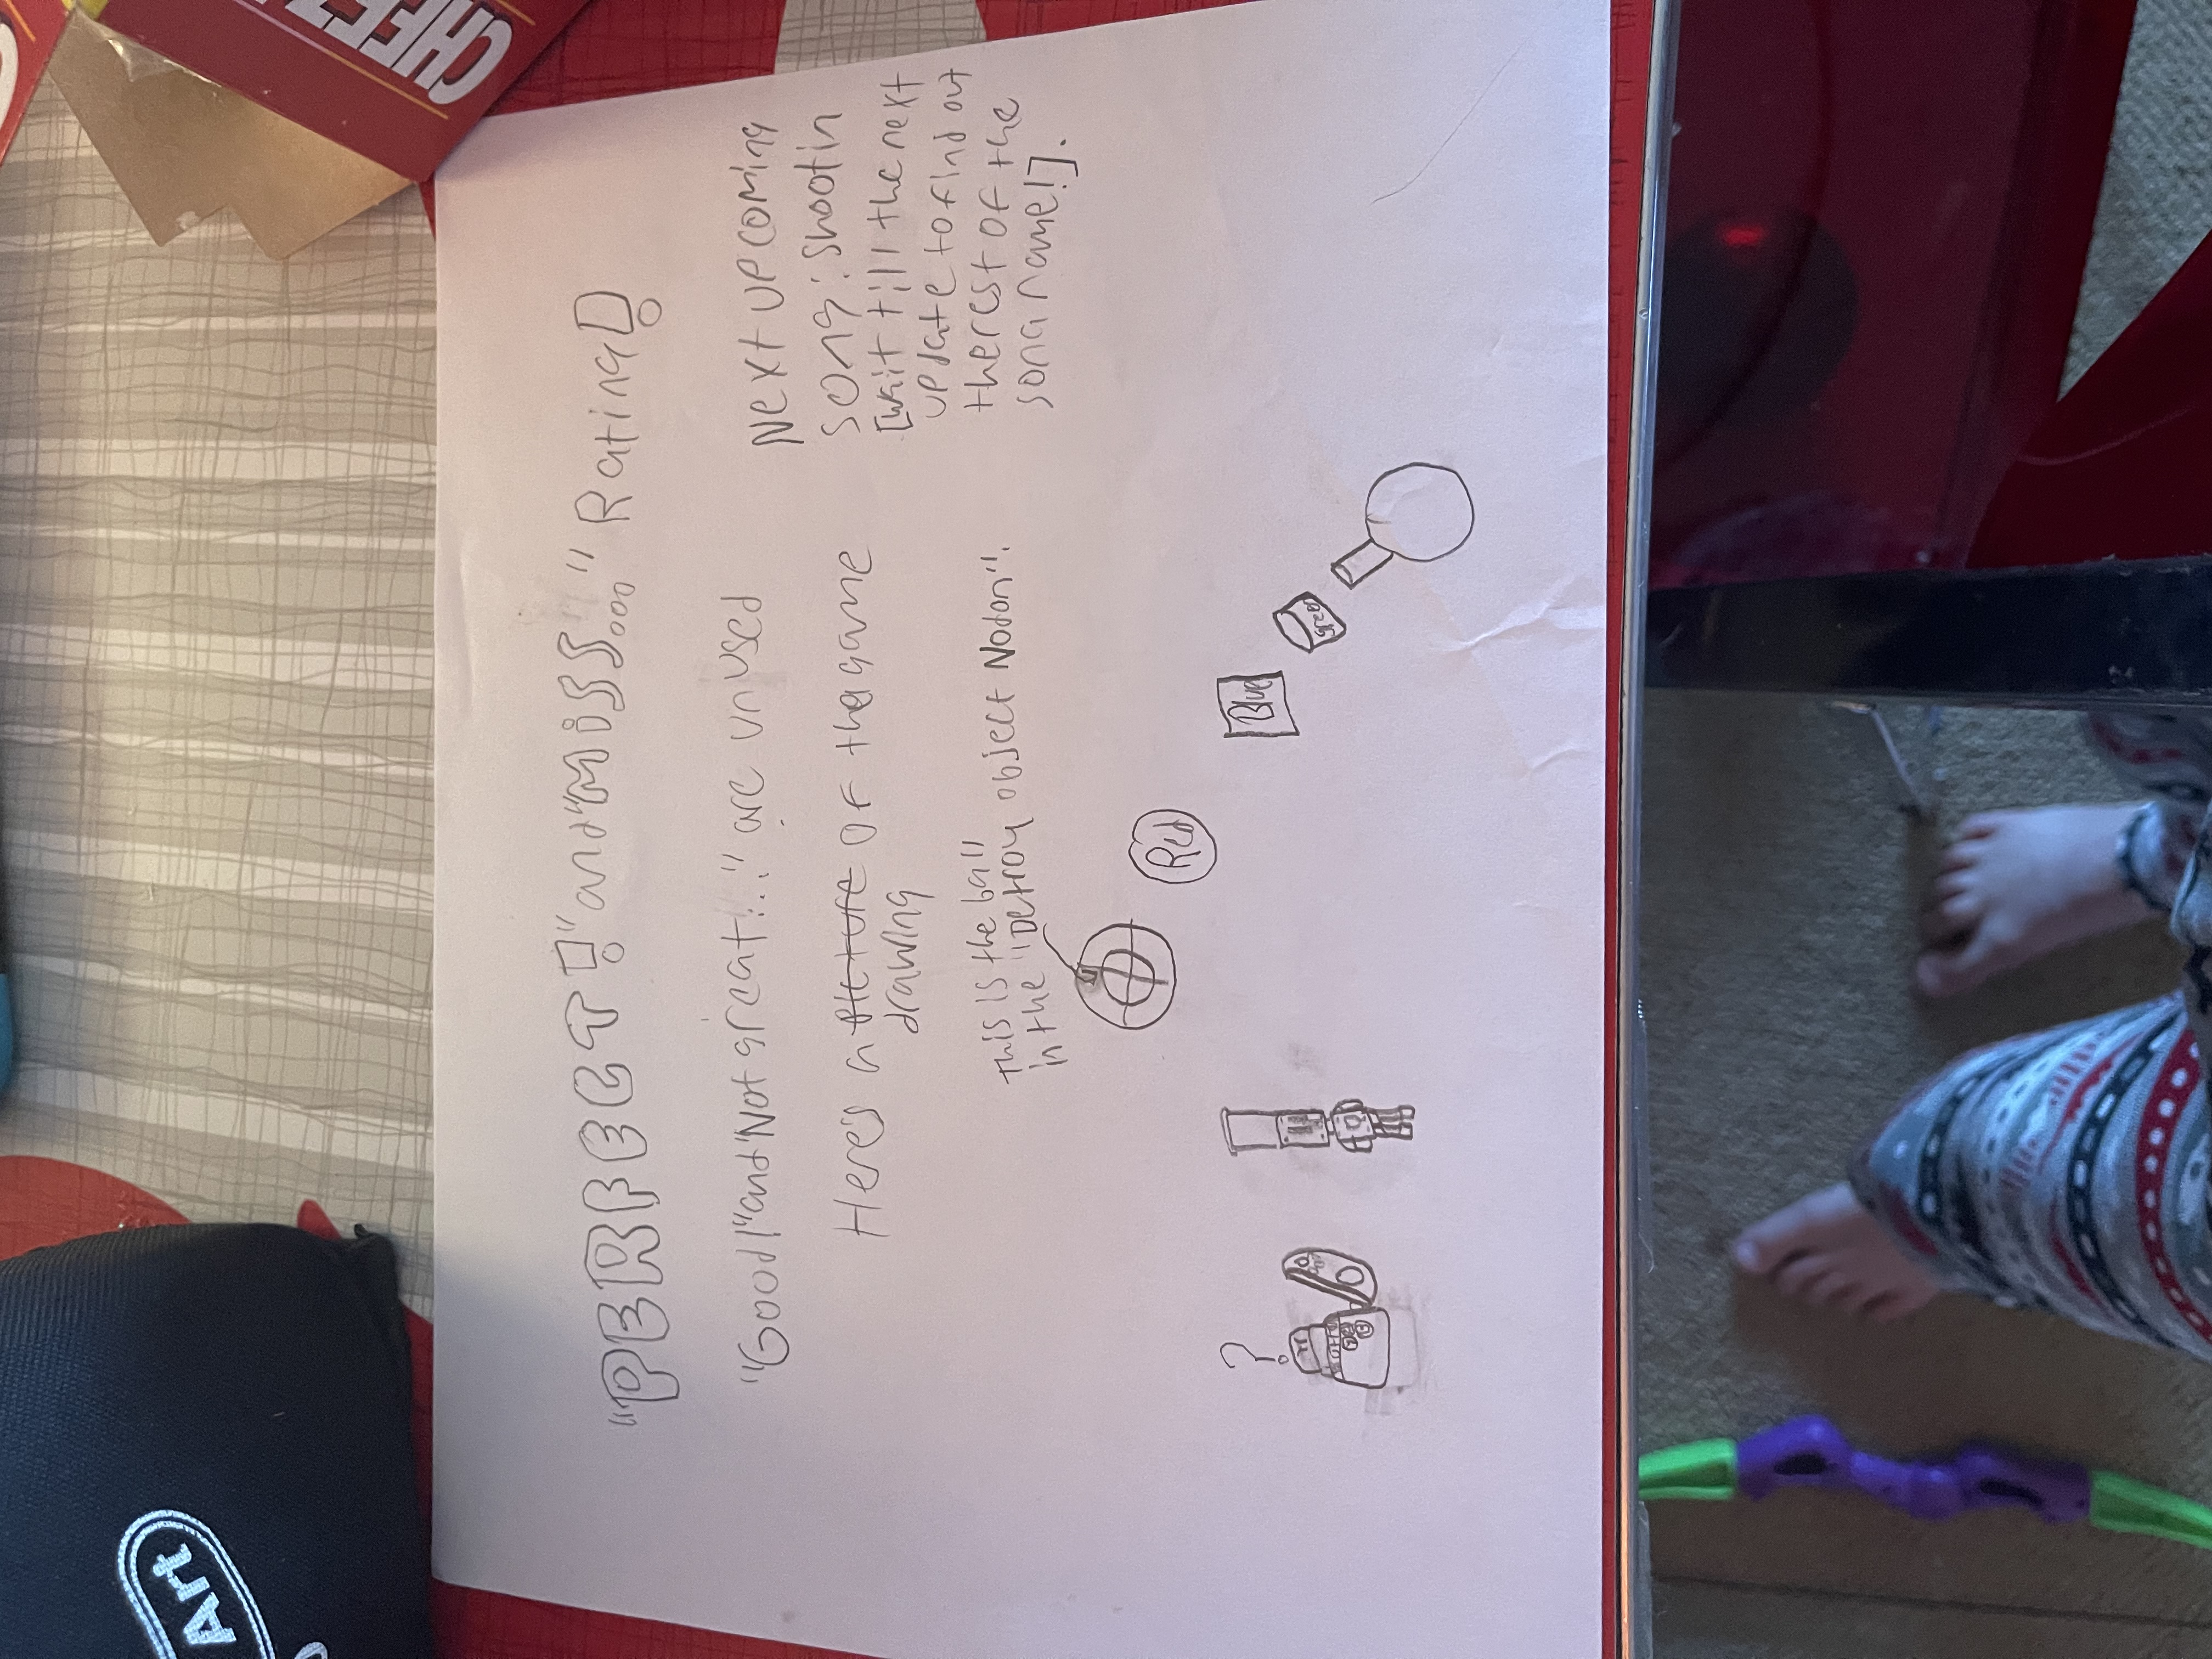 Art
CHEEZ
"PERFECT!" and "MiSS..." Rating!
"Good!" and "Not great..." are unused
Here's a picture of the game
drawing
This is the ball
in the "Detroy object Nodon".
Next upcoming
song: Shootin
[wait till the next
update to find out
the rest of the
song name!].
Red
Blue
green
?